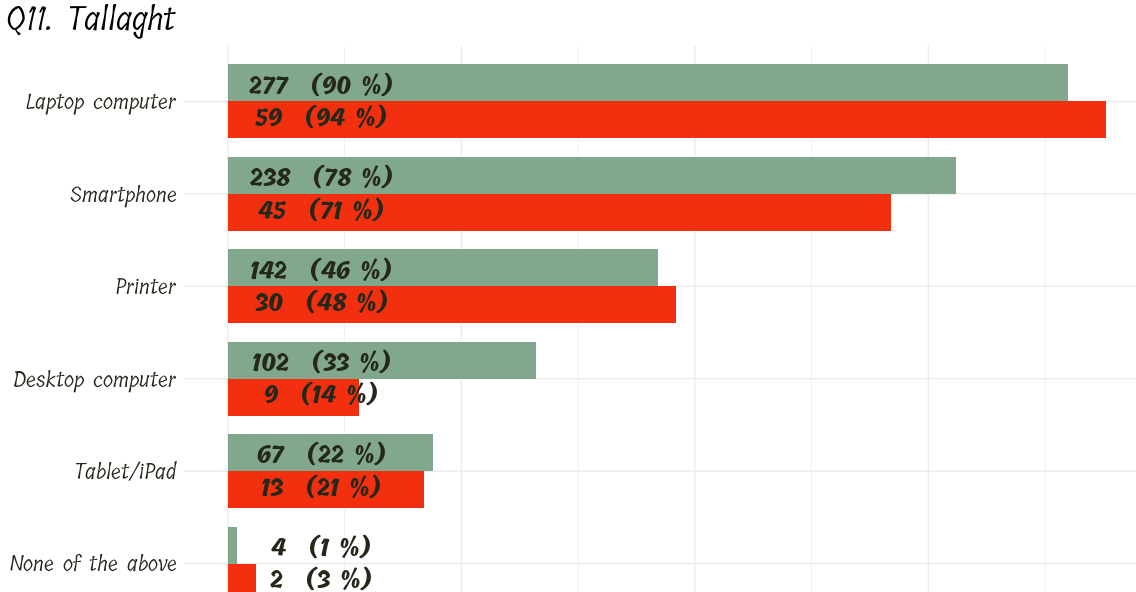 Q11. Tallaght
Laptop computer
277 (90 %)
59 (94 %)
Smartphone
238 (78 %)
45 (71 %)
Printer
142 (46 %)
30 (48 %)
Desktop computer
102 (33 %)
9 (14 %)
Tablet/iPad
67 (22 %)
13 (21 %)
None of the above
4 (1 %)
2 (3 %)